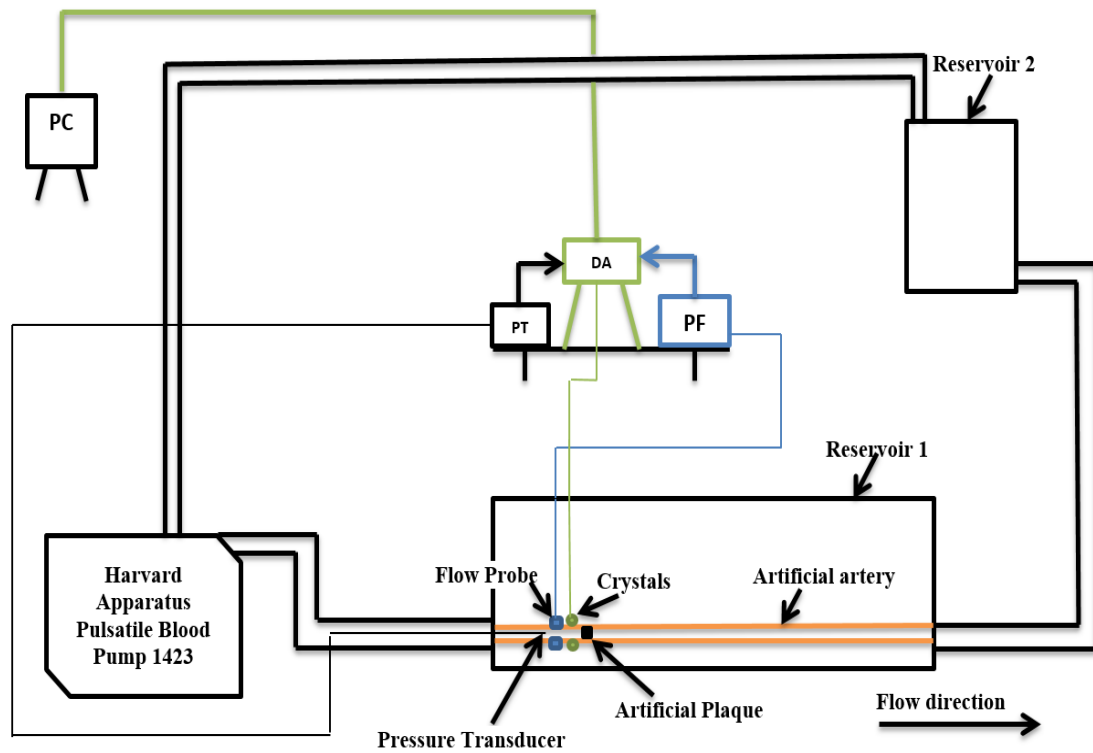 Reservoir 2
PC
DA
PT
PF
Reservoir 1
Harvard
Apparatus
Pulsatile Blood
Pump 1423
Flow Probe
Crystals
Artificial artery
Artificial Plaque
Flow direction
Pressure Transducer